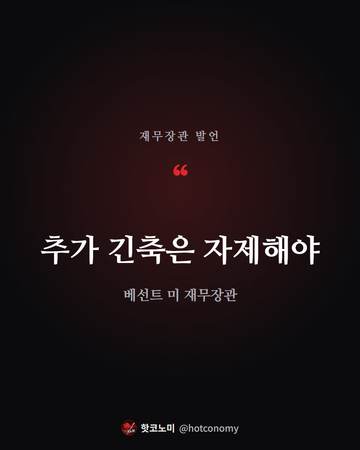 재무장관 발언
“
추가 긴축은 자제해야
베선트 미 재무장관
핫코노미 @hotconomy